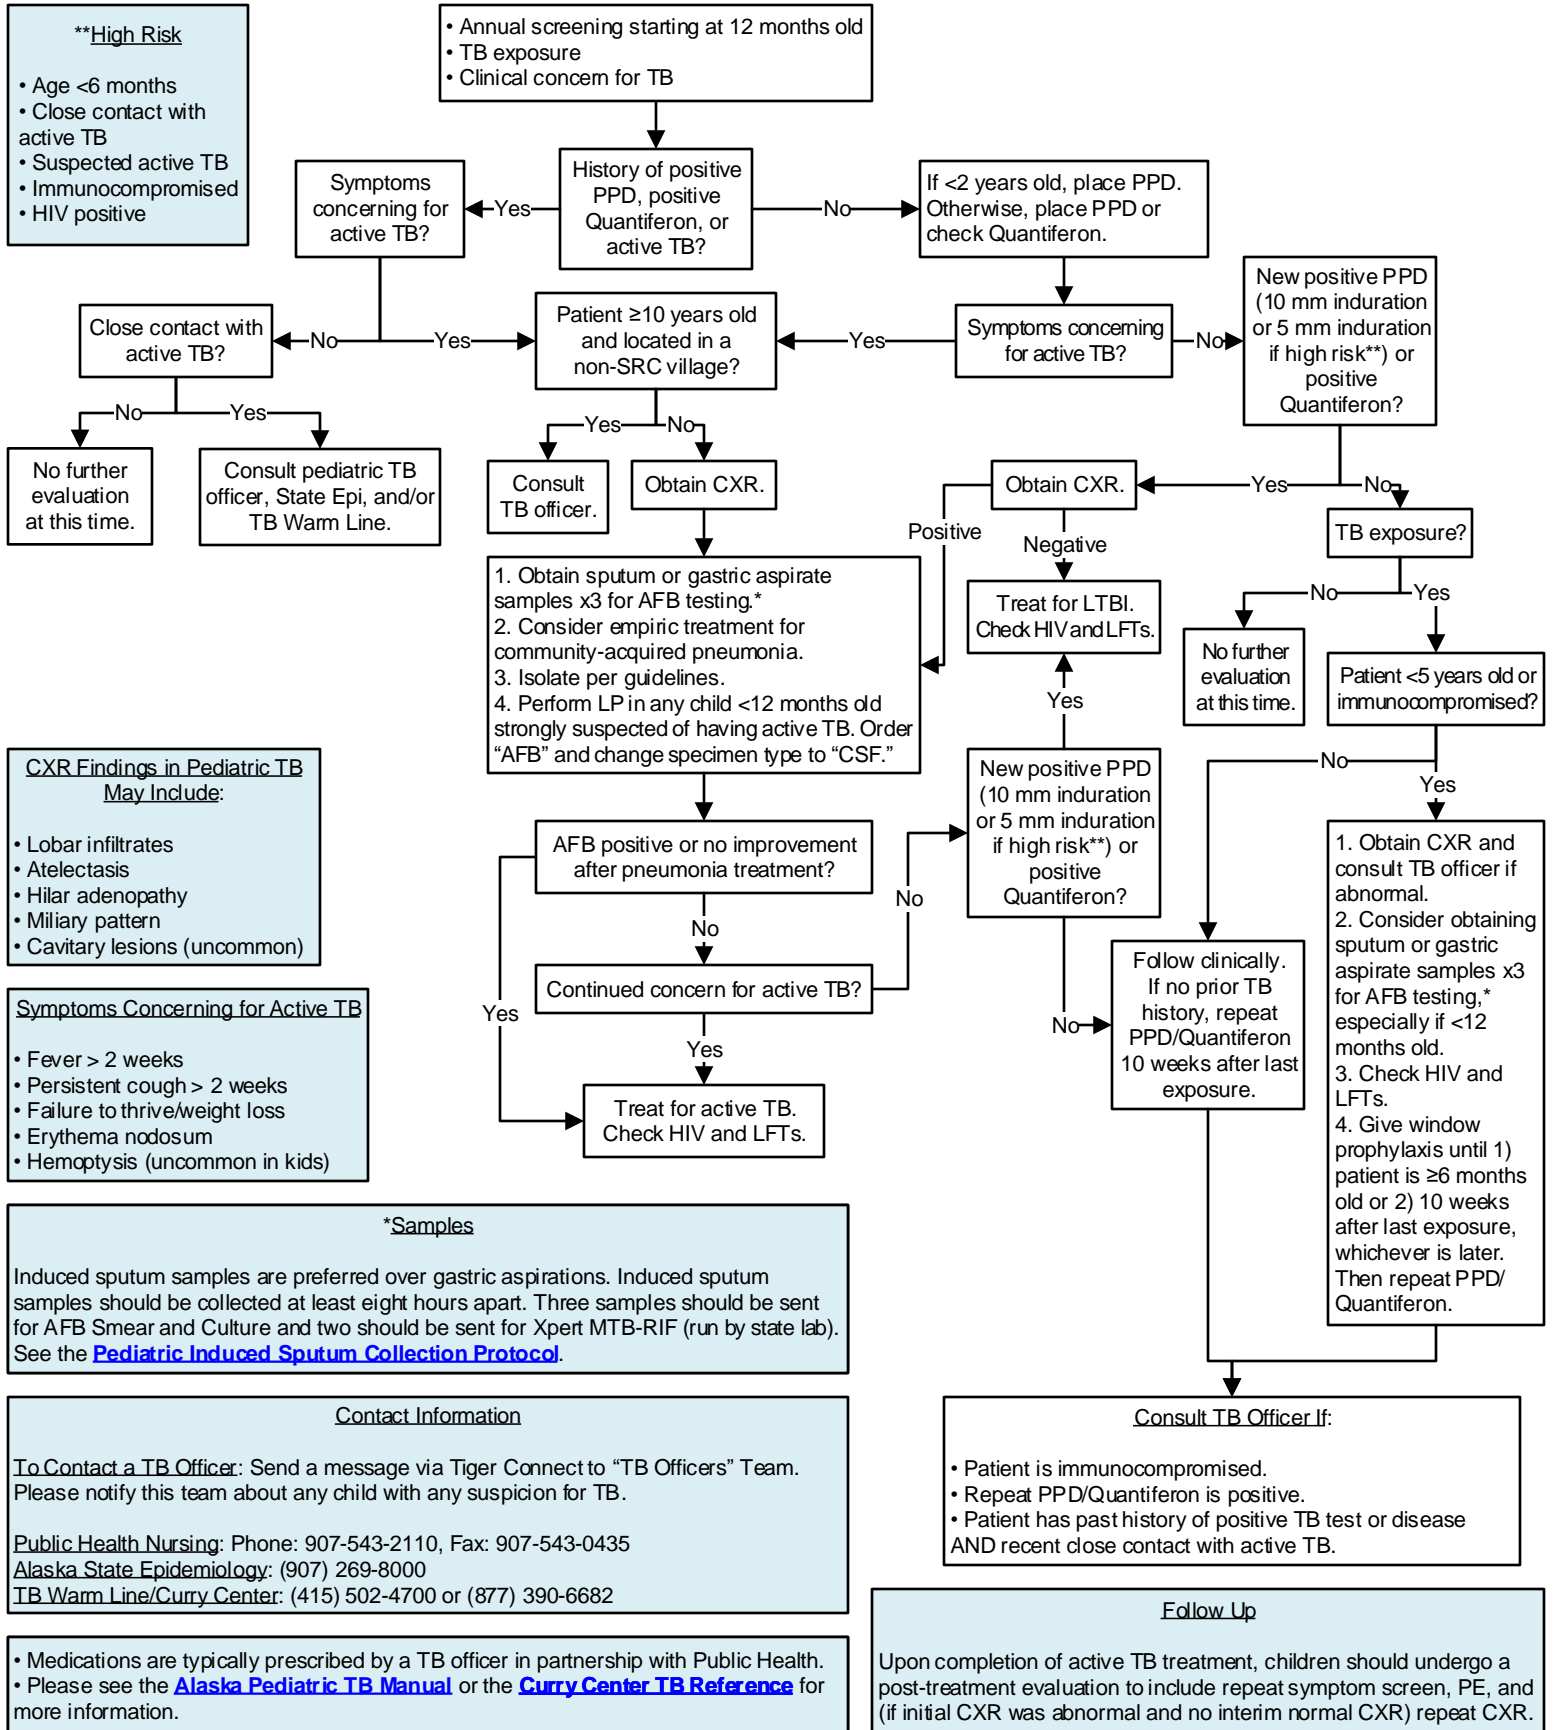 **High Risk
• Age <6 months
• Close contact with
active TB
• Suspected active TB
• Immunocompromised
• HIV positive
• Annual screening starting at 12 months old
• TB exposure
• Clinical concern for TB
Symptoms
concerning for
active TB?
Yes
History of positive
PPD, positive
Quantiferon, or
active TB?
No
If <2 years old, place PPD.
Otherwise, place PPD or
check Quantiferon.
Close contact with
active TB?
No
Yes
Patient ≥10 years old
and located in a
non-SRC village?
Yes
Symptoms concerning
for active TB?
No
New positive PPD
(10 mm induration
or 5 mm induration
if high risk**) or
positive
Quantiferon?
No
Yes
Yes
No
Yes
No
No further
evaluation
at this time.
Consult pediatric TB
officer, State Epi, and/or
TB Warm Line.
Consult
TB officer.
Obtain CXR.
Obtain CXR.
Positive
Negative
TB exposure?
No
Yes
1. Obtain sputum or gastric aspirate
samples x3 for AFB testing.*
2. Consider empiric treatment for
community-acquired pneumonia.
3. Isolate per guidelines.
4. Perform LP in any child <12 months old
strongly suspected of having active TB. Order
“AFB” and change specimen type to “CSF.”
Treat for LTBI.
Check HIV and LFTs.
Yes
No further
evaluation
at this time.
Patient <5 years old or
immunocompromised?
No
Yes
CXR Findings in Pediatric TB
May Include:
• Lobar infiltrates
• Atelectasis
• Hilar adenopathy
• Miliary pattern
• Cavitary lesions (uncommon)
AFB positive or no improvement
after pneumonia treatment?
No
Yes
New positive PPD
(10 mm induration
or 5 mm induration
if high risk**) or
positive
Quantiferon?
No
No
Continued concern for active TB?
Yes
Treat for active TB.
Check HIV and LFTs.
Follow clinically.
If no prior TB
history, repeat
PPD/Quantiferon
10 weeks after last
exposure.
1. Obtain CXR and
consult TB officer if
abnormal.
2. Consider obtaining
sputum or gastric
aspirate samples x3
for AFB testing,*
especially if <12
months old.
3. Check HIV and
LFTs.
4. Give window
prophylaxis until 1)
patient is ≥6 months
old or 2) 10 weeks
after last exposure,
whichever is later.
Then repeat PPD/
Quantiferon.
Symptoms Concerning for Active TB
• Fever > 2 weeks
• Persistent cough > 2 weeks
• Failure to thrive/weight loss
• Erythema nodosum
• Hemoptysis (uncommon in kids)
*Samples
Induced sputum samples are preferred over gastric aspirations. Induced sputum
samples should be collected at least eight hours apart. Three samples should be sent
for AFB Smear and Culture and two should be sent for Xpert MTB-RIF (run by state lab).
See the Pediatric Induced Sputum Collection Protocol.
Contact Information
To Contact a TB Officer: Send a message via Tiger Connect to “TB Officers” Team.
Please notify this team about any child with any suspicion for TB.
Public Health Nursing: Phone: 907-543-2110, Fax: 907-543-0435
Alaska State Epidemiology: (907) 269-8000
TB Warm Line/Curry Center: (415) 502-4700 or (877) 390-6682
Consult TB Officer If:
• Patient is immunocompromised.
• Repeat PPD/Quantiferon is positive.
• Patient has past history of positive TB test or disease
AND recent close contact with active TB.
• Medications are typically prescribed by a TB officer in partnership with Public Health.
• Please see the Alaska Pediatric TB Manual or the Curry Center TB Reference for
more information.
Follow Up
Upon completion of active TB treatment, children should undergo a
post-treatment evaluation to include repeat symptom screen, PE, and
(if initial CXR was abnormal and no interim normal CXR) repeat CXR.